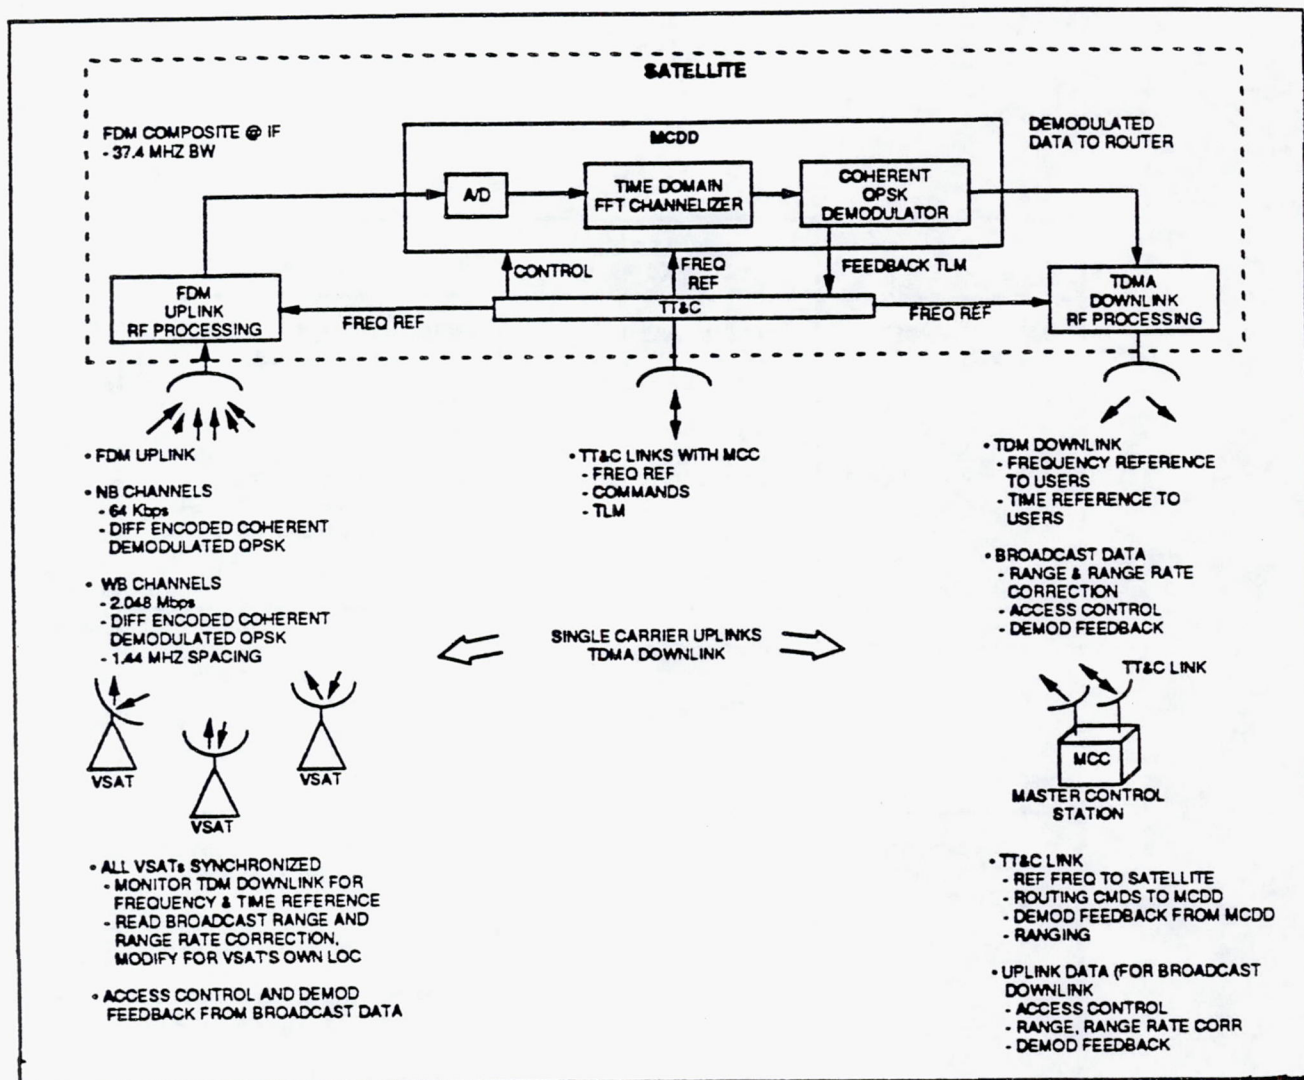 SATELLITE
FDM COMPOSITE @ IF
- 37.4 MHZ BW
MCDD
DEMODULATED
DATA TO ROUTER
A/D
TIME DOMAIN
FFT CHANNELIZER
COHERENT
QPSK
DEMODULATOR
CONTROL
FREQ
REF
FEEDBACK TLM
FDM
UPLINK
RF PROCESSING
FREQ REF
TT&C
FREQ REF
TDMA
DOWNLINK
RF PROCESSING
• FDM UPLINK
• NB CHANNELS
- 64 Kbps
- DIFF ENCODED COHERENT
DEMODULATED QPSK
• WB CHANNELS
- 2.048 Mbps
- DIFF ENCODED COHERENT
DEMODULATED QPSK
- 1.44 MHZ SPACING
• TT&C LINKS WITH MCC
- FREQ REF
- COMMANDS
- TLM
• TDM DOWNLINK
- FREQUENCY REFERENCE
TO USERS
- TIME REFERENCE TO
USERS
• BROADCAST DATA
- RANGE & RANGE RATE
CORRECTION
- ACCESS CONTROL
- DEMOD FEEDBACK
SINGLE CARRIER UPLINKS
TDMA DOWNLINK
VSAT
VSAT
VSAT
TT&C LINK
MCC
MASTER CONTROL
STATION
• ALL VSATs SYNCHRONIZED
- MONITOR TDM DOWNLINK FOR
FREQUENCY & TIME REFERENCE
- READ BROADCAST RANGE AND
RANGE RATE CORRECTION,
MODIFY FOR VSAT'S OWN LOC
• ACCESS CONTROL AND DEMOD
FEEDBACK FROM BROADCAST DATA
• TT&C LINK
- REF FREQ TO SATELLITE
- ROUTING CMDS TO MCDD
- DEMOD FEEDBACK FROM MCDD
- RANGING
• UPLINK DATA (FOR BROADCAST
DOWNLINK
- ACCESS CONTROL
- RANGE, RANGE RATE CORR
- DEMOD FEEDBACK